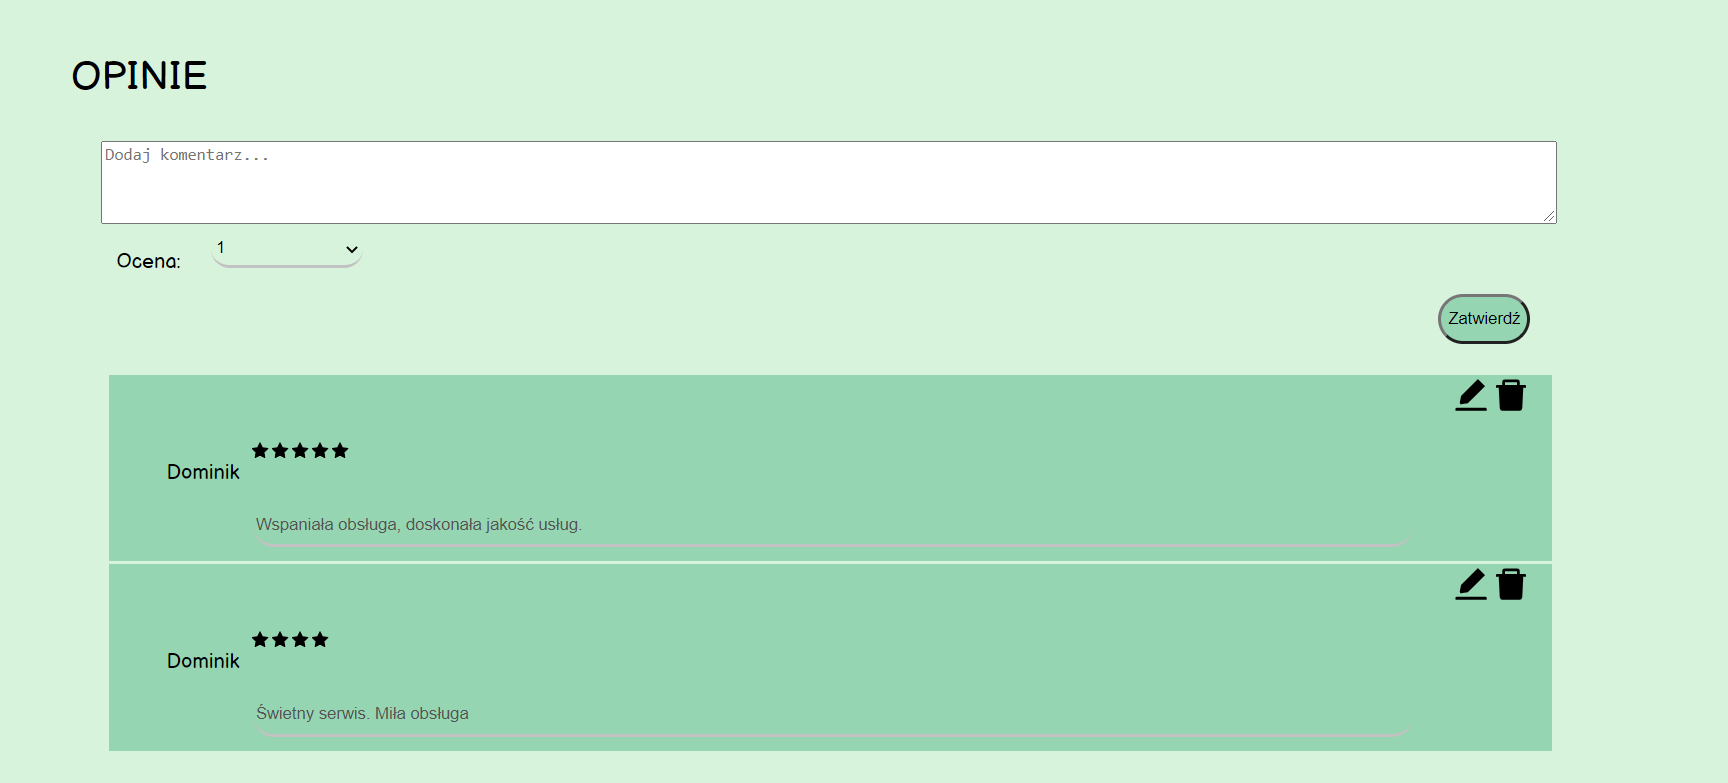 OPINIE
Dodaj komentarz...
Ocena:
1
Zatwierdź
Dominik
Wspaniała obsługa, doskonała jakość usług.
Dominik
Świetny serwis. Miła obsługa